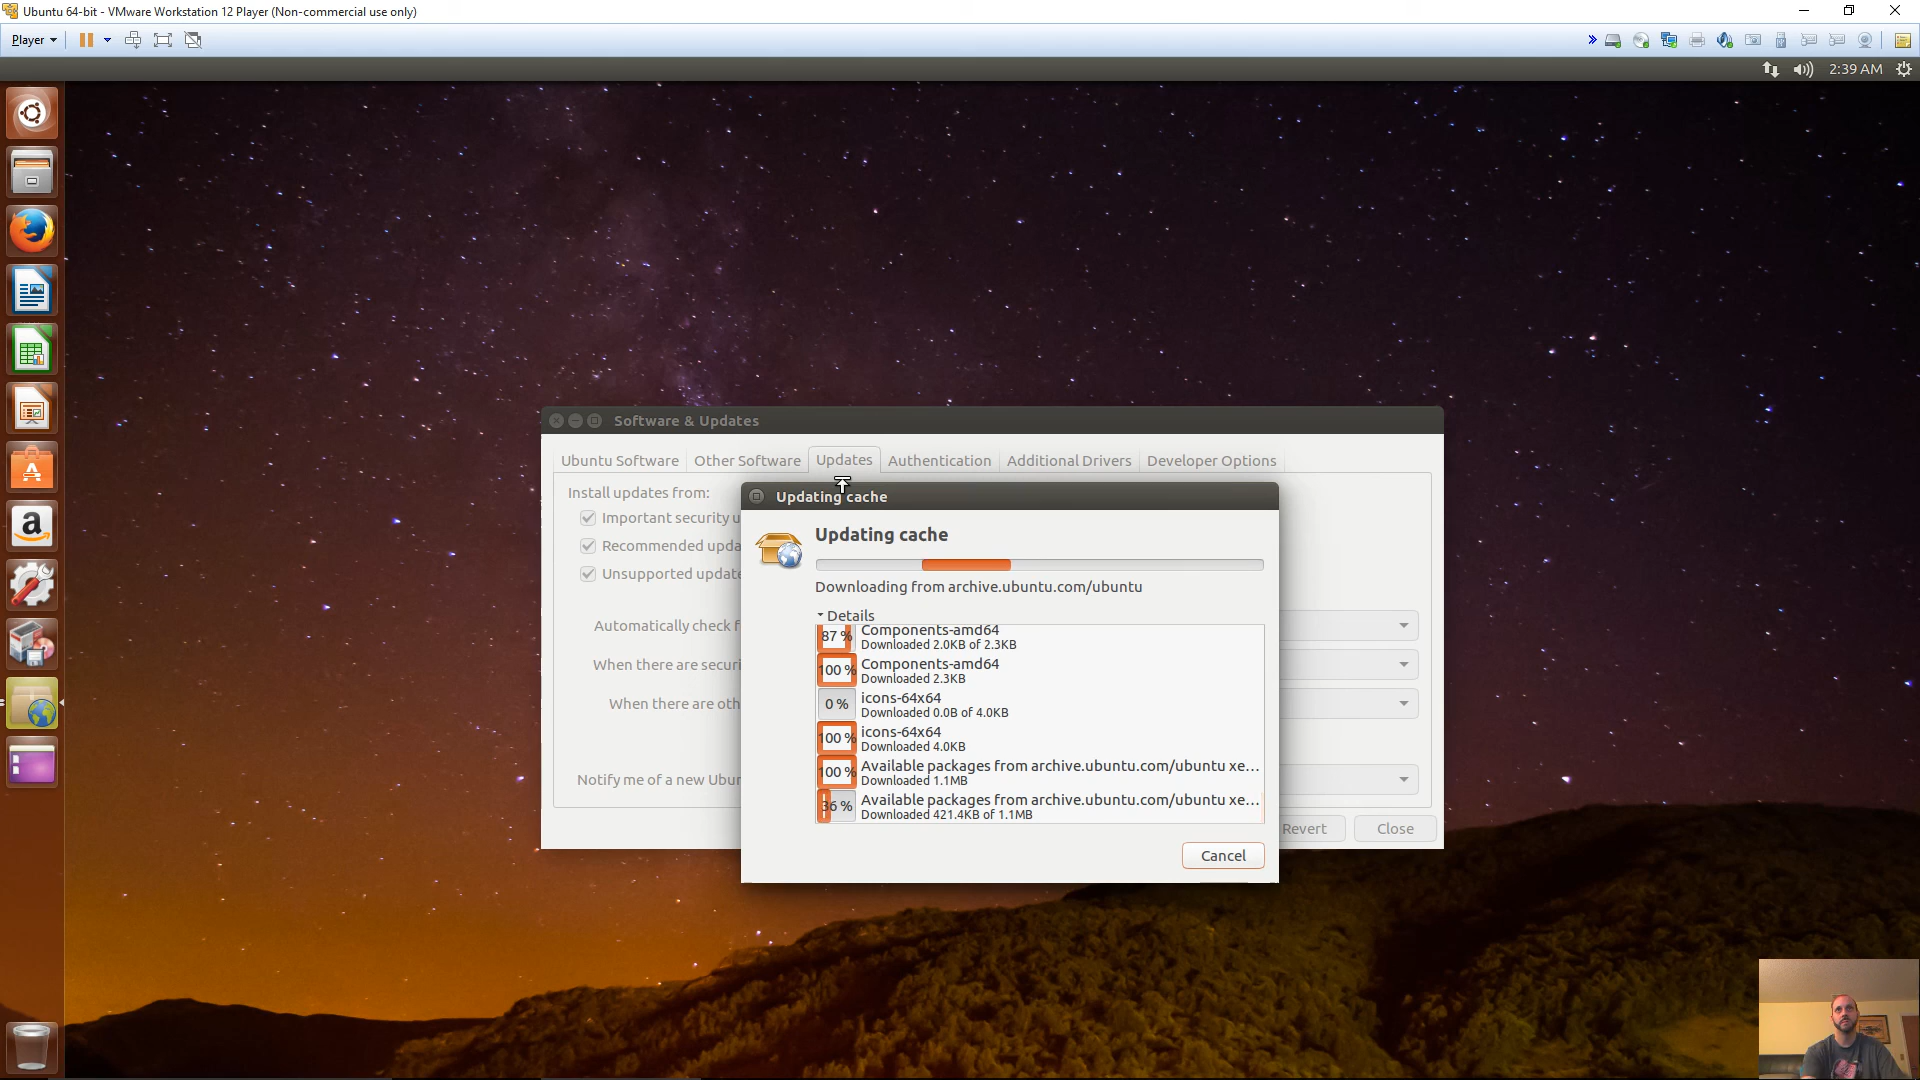 Ubuntu 64-bit - VMware Workstation 12 Player (Non-commercial use only)
Player
2:39 AM
Software & Updates
Ubuntu Software
Other Software
Updates
Authentication
Additional Drivers
Developer Options
Install updates from:
Important security u
Recommended upda
Unsupported update
Automatically check f
When there are securi
When there are oth
Notify me of a new Ubun
Revert
Close
Updating cache
Updating cache
Downloading from archive.ubuntu.com/ubuntu
Details
87 % Components-amd64
Downloaded 2.0KB of 2.3KB
100 % Components-amd64
Downloaded 2.3KB
0 % icons-64x64
Downloaded 0.0B of 4.0KB
100 % icons-64x64
Downloaded 4.0KB
100 % Available packages from archive.ubuntu.com/ubuntu xe...
Downloaded 1.1MB
36 % Available packages from archive.ubuntu.com/ubuntu xe...
Downloaded 421.4KB of 1.1MB
Cancel